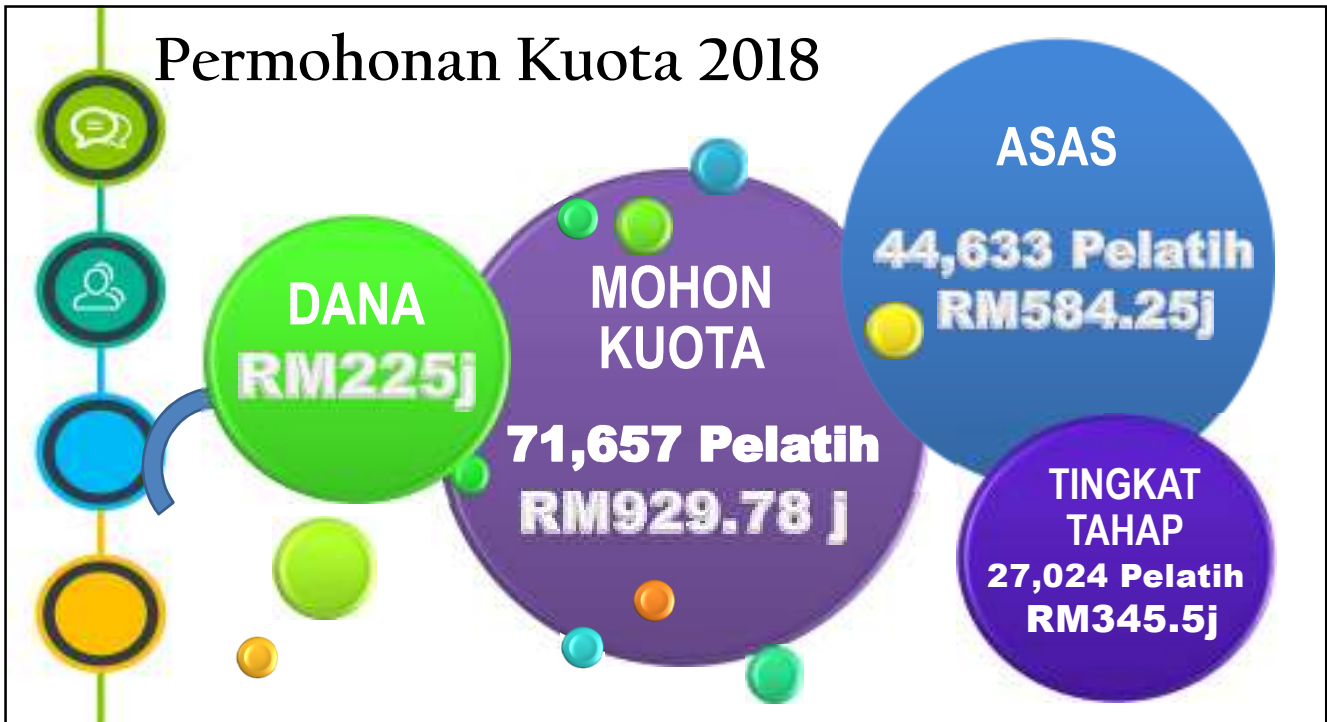 Permohonan Kuota 2018
DANA
RM225j
MOHON
KUOTA
71,657 Pelatih
RM929.78 j
ASAS
44,633 Pelatih
RM584.25j
TINGKAT
TAHAP
27,024 Pelatih
RM345.5j